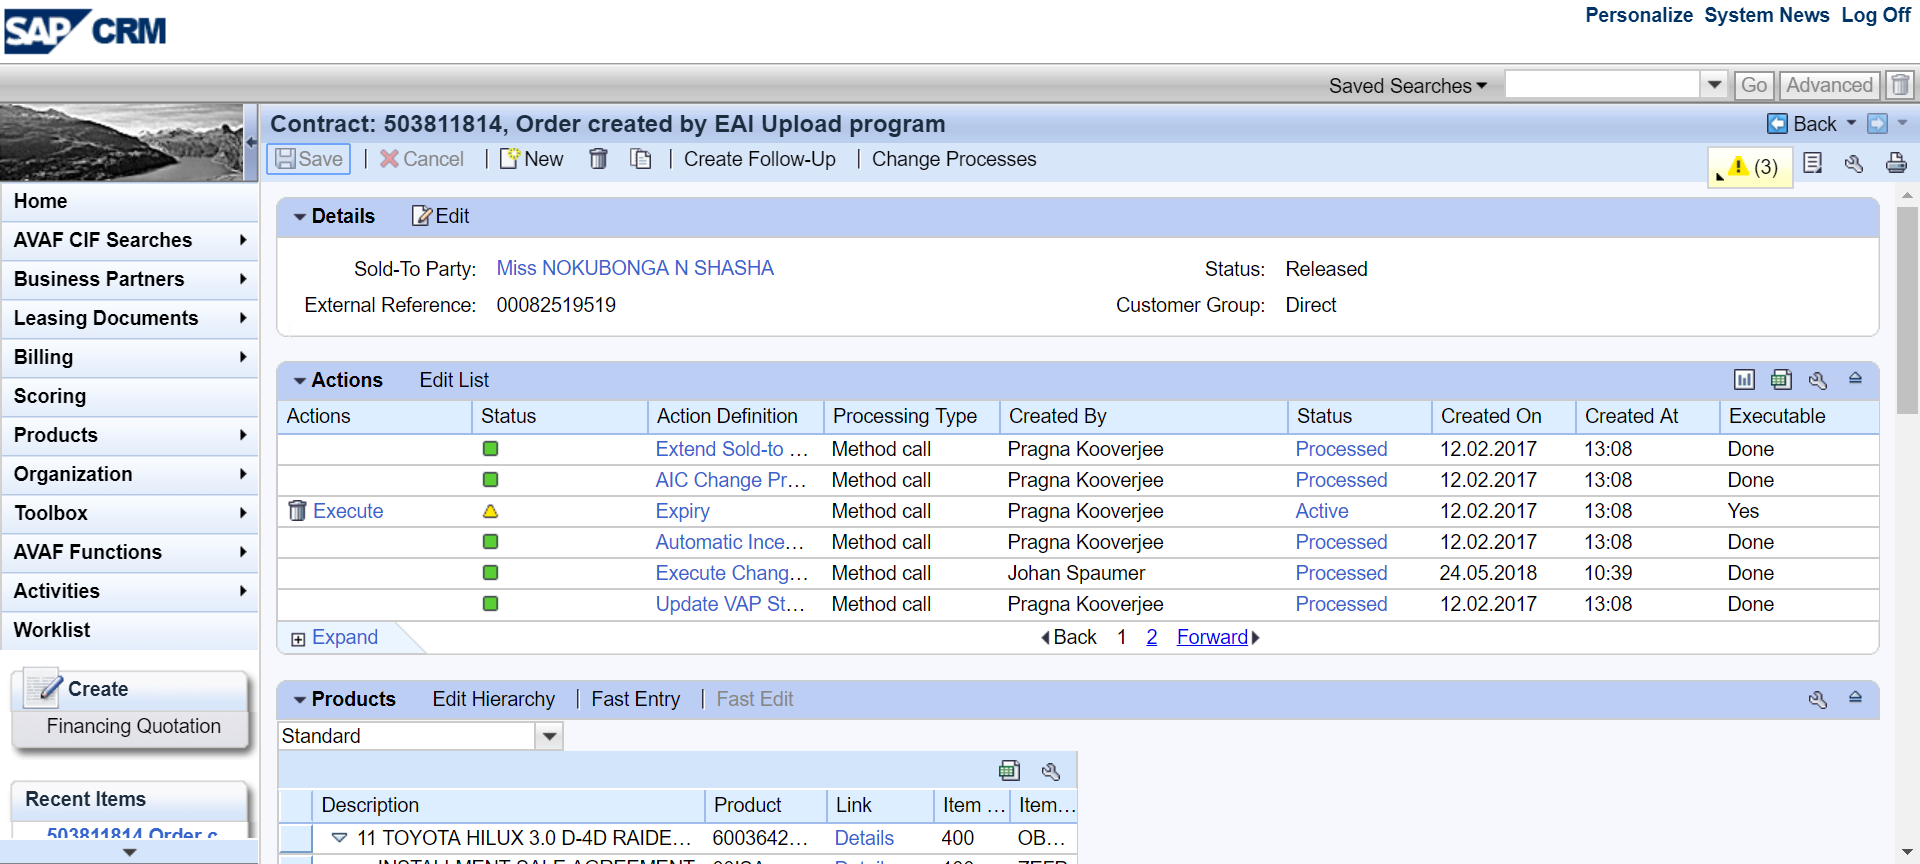 SAP CRM
Personalize System News Log Off
Saved Searches Go Advanced
Contract: 503811814, Order created by EAI Upload program Back
Save | Cancel | New | Create Follow-Up | Change Processes (3)
Home
AVAF CIF Searches
Business Partners
Leasing Documents
Billing
Scoring
Products
Organization
Toolbox
AVAF Functions
Activities
Worklist
Create
Financing Quotation
Recent Items
503811814 Order c
Details Edit
Sold-To Party: Miss NOKUBONGA N SHASHA Status: Released
External Reference: 00082519519 Customer Group: Direct
Actions Edit List
Actions Status Action Definition Processing Type Created By Status Created On Created At Executable
Extend Sold-to ... Method call Pragna Kooverjee Processed 12.02.2017 13:08 Done
AIC Change Pr... Method call Pragna Kooverjee Processed 12.02.2017 13:08 Done
Execute Expiry Method call Pragna Kooverjee Active 12.02.2017 13:08 Yes
Automatic Ince... Method call Pragna Kooverjee Processed 12.02.2017 13:08 Done
Execute Chang... Method call Johan Spaumer Processed 24.05.2018 10:39 Done
Update VAP St... Method call Pragna Kooverjee Processed 12.02.2017 13:08 Done
Expand Back 1 2 Forward
Products Edit Hierarchy | Fast Entry | Fast Edit
Standard
Description Product Link Item ... Item...
11 TOYOTA HILUX 3.0 D-4D RAIDE... 6003642... Details 400 OB...
INSTALLMENT SALE AGREEMENT